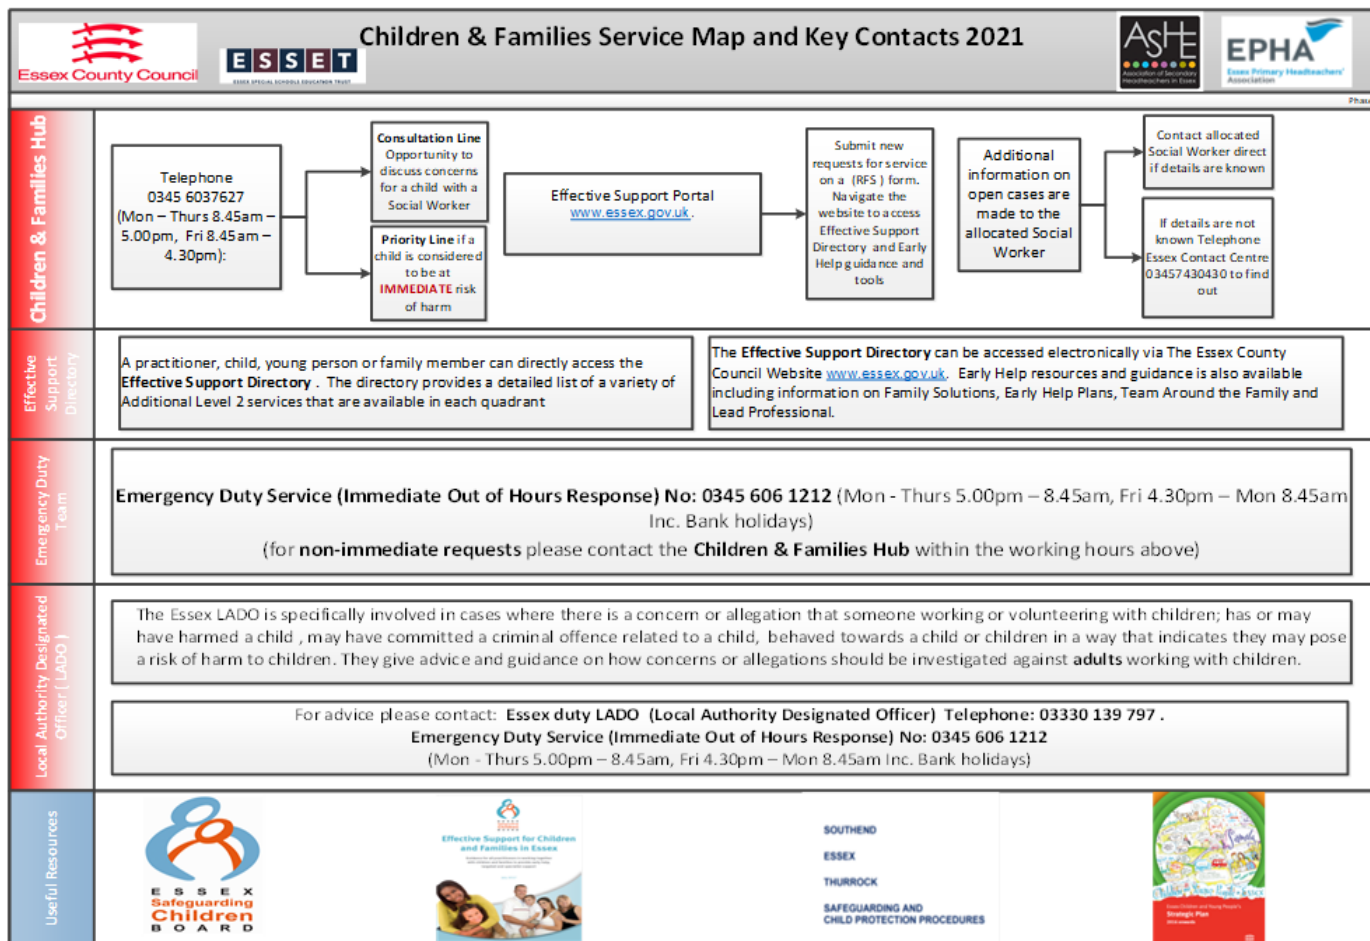 Children & Families Service Map and Key Contacts 2021
Essex County Council
ESSET
ESSEX SPECIAL SCHOOLS EDUCATION TRUST
ASHE
Association of Secondary
Headteachers in Essex
EPHA
Essex Primary Headteachers'
Association
Phase
Children & Families Hub
Telephone
0345 6037627
(Mon – Thurs 8.45am –
5.00pm, Fri 8.45am –
4.30pm):
Consultation Line
Opportunity to
discuss concerns
for a child with a
Social Worker
Priority Line if a
child is considered
to be at
IMMEDIATE risk
of harm
Effective Support Portal
www.essex.gov.uk.
Submit new
requests for service
on a (RFS ) form.
Navigate the
website to access
Effective Support
Directory and Early
Help guidance and
tools
Additional
information on
open cases are
made to the
allocated Social
Worker
Contact allocated
Social Worker direct
if details are known
If details are not
known Telephone
Essex Contact Centre
03457430430 to find
out
Effective
Support
Directory
A practitioner, child, young person or family member can directly access the
Effective Support Directory . The directory provides a detailed list of a variety of
Additional Level 2 services that are available in each quadrant
The Effective Support Directory can be accessed electronically via The Essex County
Council Website www.essex.gov.uk. Early Help resources and guidance is also available
including information on Family Solutions, Early Help Plans, Team Around the Family and
Lead Professional.
Emergency Duty
Team
Emergency Duty Service (Immediate Out of Hours Response) No: 0345 606 1212 (Mon - Thurs 5.00pm – 8.45am, Fri 4.30pm – Mon 8.45am
Inc. Bank holidays)
(for non-immediate requests please contact the Children & Families Hub within the working hours above)
Local Authority Designated
Officer ( LADO )
The Essex LADO is specifically involved in cases where there is a concern or allegation that someone working or volunteering with children; has or may
have harmed a child , may have committed a criminal offence related to a child, behaved towards a child or children in a way that indicates they may pose
a risk of harm to children. They give advice and guidance on how concerns or allegations should be investigated against adults working with children.
For advice please contact: Essex duty LADO (Local Authority Designated Officer) Telephone: 03330 139 797 .
Emergency Duty Service (Immediate Out of Hours Response) No: 0345 606 1212
(Mon - Thurs 5.00pm – 8.45am, Fri 4.30pm – Mon 8.45am Inc. Bank holidays)
Useful Resources
ESSEX
Safeguarding
Children
BOARD
Effective Support for Children
and Families in Essex
SOUTHEND
ESSEX
THURROCK
SAFEGUARDING AND
CHILD PROTECTION PROCEDURES
Essex Children and Young People's
Strategic Plan